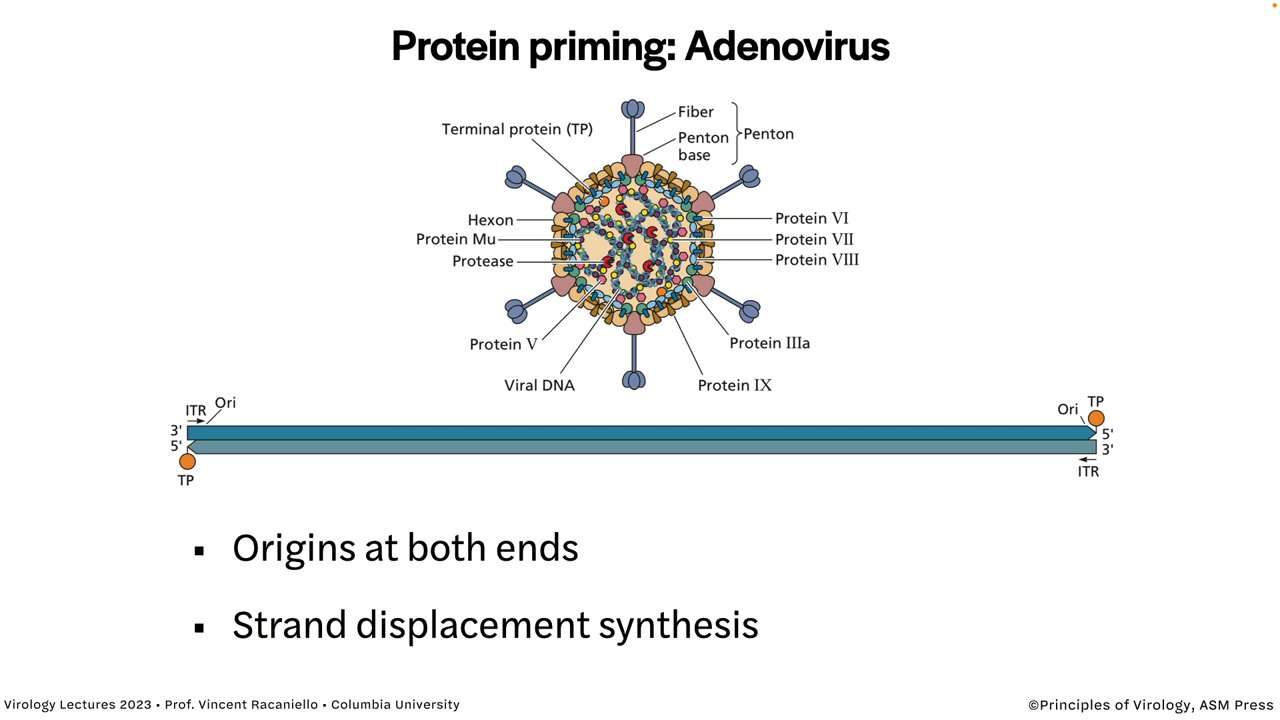 Protein priming: Adenovirus
Fiber
Terminal protein (TP)
Penton
Penton
base
Hexon
Protein VI
Protein Mu
Protein VII
Protease
Protein VIII
Protein V
Protein IIIa
Viral DNA
Protein IX
ITR
Ori
Ori
TP
3'
5'
5'
3'
TP
ITR
▪ Origins at both ends
▪ Strand displacement synthesis
Virology Lectures 2023 • Prof. Vincent Racaniello • Columbia University
©Principles of Virology, ASM Press